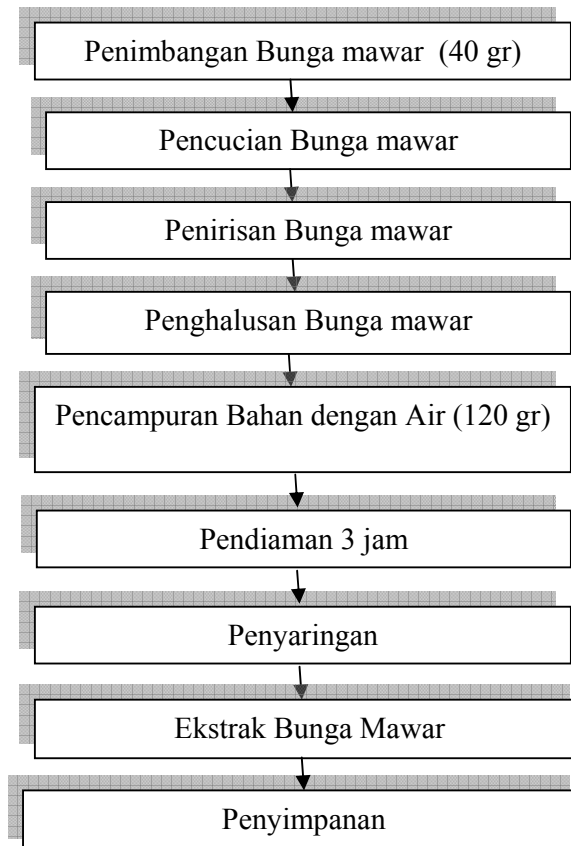 Penimbangan Bunga mawar  (40 gr)
Pencucian Bunga mawar
Penirisan Bunga mawar
Penghalusan Bunga mawar
Pencampuran Bahan dengan Air (120 gr)
Pendiaman 3 jam
Penyaringan
Ekstrak Bunga Mawar
Penyimpanan